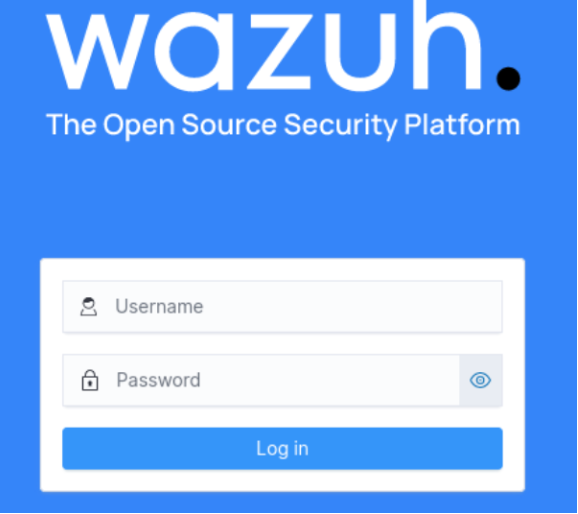 wazuh.
The Open Source Security Platform
Username
Password
Log in